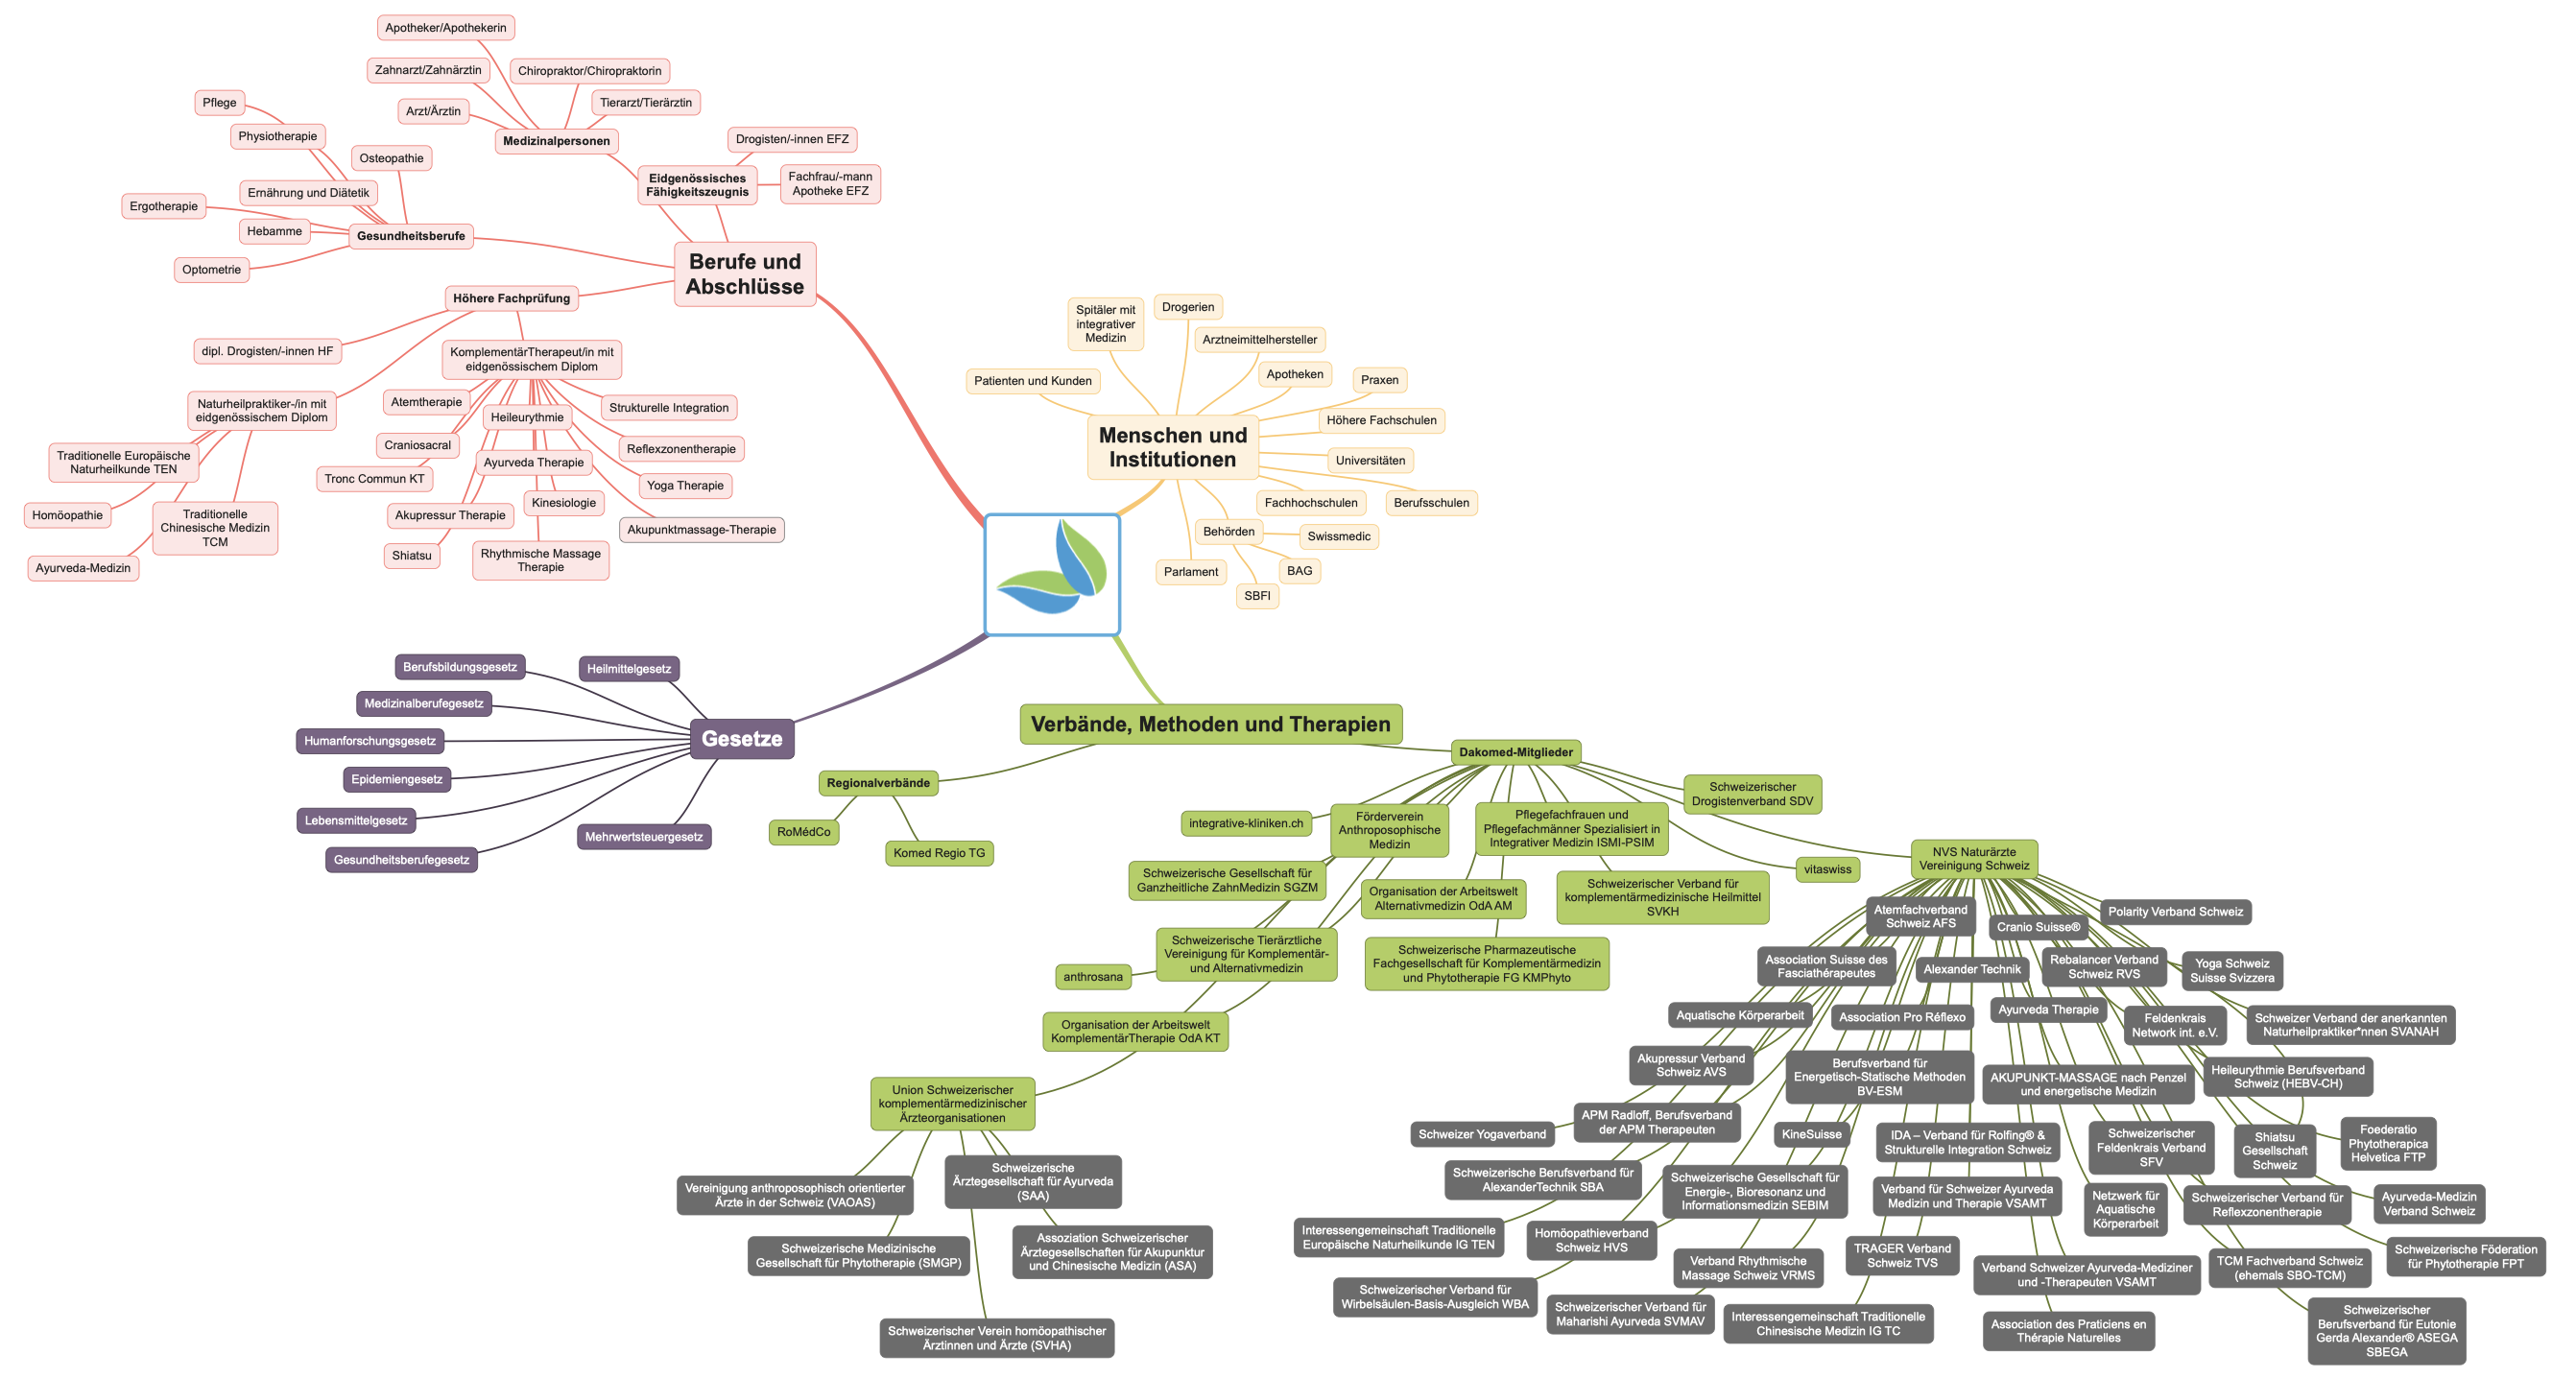 Apotheker/Apothekerin
Zahnarzt/Zahnärztin
Chiropraktor/Chiropraktorin
Arzt/Ärztin
Tierarzt/Tierärztin
Medizinalpersonen
Pflege
Physiotherapie
Osteopathie
Ernährung und Diätetik
Ergotherapie
Hebamme
Optometrie
Gesundheitsberufe
Drogisten/-innen EFZ
Eidgenössisches
Fähigkeitszeugnis
Fachfrau/-mann
Apotheke EFZ
Berufe und
Abschlüsse
Höhere Fachprüfung
dipl. Drogisten/-innen HF
KomplementärTherapeut/in mit
eidgenössischem Diplom
Naturheilpraktiker-/in mit
eidgenössischem Diplom
Atemtherapie
Heileurythmie
Strukturelle Integration
Craniosacral
Reflexzonentherapie
Traditionelle Europäische
Naturheilkunde TEN
Tronc Commun KT
Ayurveda Therapie
Yoga Therapie
Homöopathie
Traditionelle
Chinesische Medizin
TCM
Akupressur Therapie
Kinesiologie
Akupunktmassage-Therapie
Ayurveda-Medizin
Shiatsu
Rhythmische Massage
Therapie
Spitäler mit
integrativer
Medizin
Drogerien
Arztneimittelhersteller
Patienten und Kunden
Apotheken
Praxen
Menschen und
Institutionen
Höhere Fachschulen
Universitäten
Fachhochschulen
Berufsschulen
Behörden
Swissmedic
Parlament
BAG
SBFI
Berufsbildungsgesetz
Heilmittelgesetz
Medizinalberufegesetz
Humanforschungsgesetz
Gesetze
Epidemiengesetz
Lebensmittelgesetz
Mehrwertsteuergesetz
Gesundheitsberufegesetz
Verbände, Methoden und Therapien
Regionalverbände
RoMédCo
Komed Regio TG
Dakomed-Mitglieder
Schweizerischer
Drogistenverband SDV
integrative-kliniken.ch
Förderverein
Anthroposophische
Medizin
Pflegefachfrauen und
Pflegefachmänner Spezialisiert in
Integrativer Medizin ISMI-PSIM
Schweizerische Gesellschaft für
Ganzheitliche ZahnMedizin SGZM
Organisation der Arbeitswelt
Alternativmedizin OdA AM
Schweizerischer Verband für
komplementärmedizinische Heilmittel
SVKH
vitaswiss
NVS Naturärzte
Vereinigung Schweiz
anthrosana
Schweizerische Tierärztliche
Vereinigung für Komplementär-
und Alternativmedizin
Schweizerische Pharmazeutische
Fachgesellschaft für Komplementärmedizin
und Phytotherapie FG KMPhyto
Organisation der Arbeitswelt
KomplementärTherapie OdA KT
Union Schweizerischer
komplementärmedizinischer
Ärzteorganisationen
Vereinigung anthroposophisch orientierter
Ärzte in der Schweiz (VAOAS)
Schweizerische
Ärztegesellschaft für Ayurveda
(SAA)
Schweizerische Medizinische
Gesellschaft für Phytotherapie (SMGP)
Assoziation Schweizerischer
Ärztegesellschaften für Akupunktur
und Chinesische Medizin (ASA)
Schweizerischer Verein homöopathischer
Ärztinnen und Ärzte (SVHA)
Atemfachverband
Schweiz AFS
Cranio Suisse®
Polarity Verband Schweiz
Association Suisse des
Fasciathérapeutes
Alexander Technik
Rebalancer Verband
Schweiz RVS
Yoga Schweiz
Suisse Svizzera
Aquatische Körperarbeit
Association Pro Réflexo
Ayurveda Therapie
Feldenkrais
Network int. e.V.
Schweizer Verband der anerkannten
Naturheilpraktiker*nnen SVANAH
Akupressur Verband
Schweiz AVS
Berufsverband für
Energetisch-Statische Methoden
BV-ESM
AKUPUNKT-MASSAGE nach Penzel
und energetische Medizin
Heileurythmie Berufsverband
Schweiz (HEBV-CH)
Schweizer Yogaverband
APM Radloff, Berufsverband
der APM Therapeuten
KineSuisse
IDA – Verband für Rolfing® &
Strukturelle Integration Schweiz
Schweizerischer
Feldenkrais Verband
SFV
Shiatsu
Gesellschaft
Schweiz
Foederatio
Phytotherapica
Helvetica FTP
Schweizerische Berufsverband für
AlexanderTechnik SBA
Schweizerische Gesellschaft für
Energie-, Bioresonanz und
Informationsmedizin SEBIM
Verband für Schweizer Ayurveda
Medizin und Therapie VSAMT
Netzwerk für
Aquatische
Körperarbeit
Schweizerischer Verband für
Reflexzonentherapie
Ayurveda-Medizin
Verband Schweiz
Interessengemeinschaft Traditionelle
Europäische Naturheilkunde IG TEN
Homöopathieverband
Schweiz HVS
Verband Rhythmische
Massage Schweiz VRMS
TRAGER Verband
Schweiz TVS
Verband Schweizer Ayurveda-Mediziner
und -Therapeuten VSAMT
TCM Fachverband Schweiz
(ehemals SBO-TCM)
Schweizerische Föderation
für Phytotherapie FPT
Schweizerischer Verband für
Wirbelsäulen-Basis-Ausgleich WBA
Schweizerischer Verband für
Maharishi Ayurveda SVMAV
Interessengemeinschaft Traditionelle
Chinesische Medizin IG TC
Association des Praticiens en
Thérapie Naturelles
Schweizerischer
Berufsverband für Eutonie
Gerda Alexander® ASEGA
SBEGA